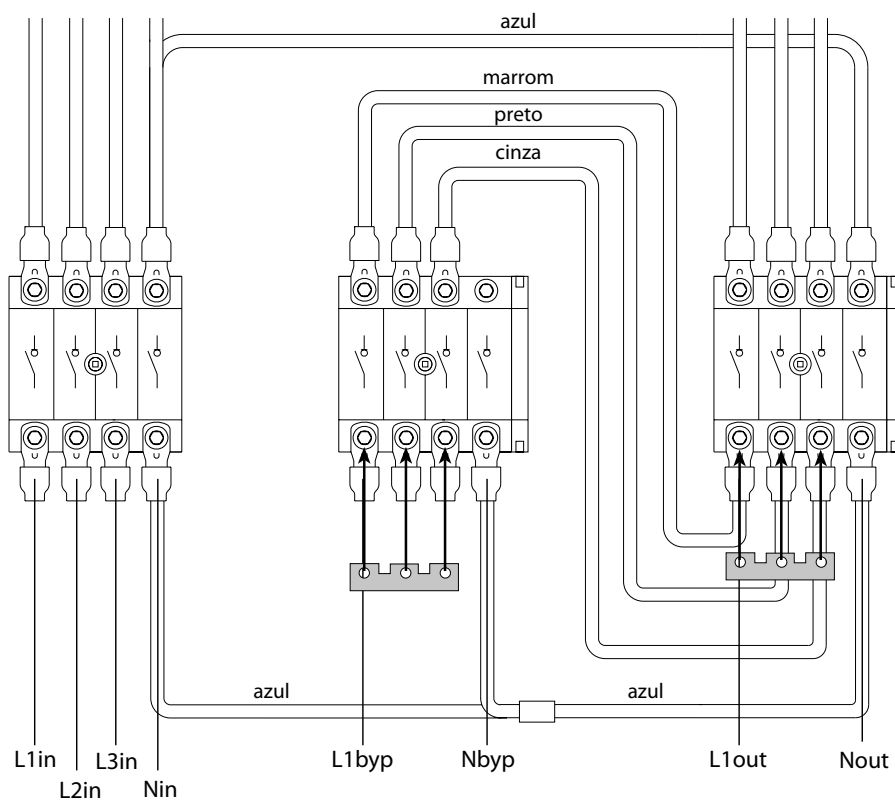 azul
marrom
preto
cinza
azul
azul
L1in
L2in
L3in
Nin
L1byp
Nbyp
L1out
Nout